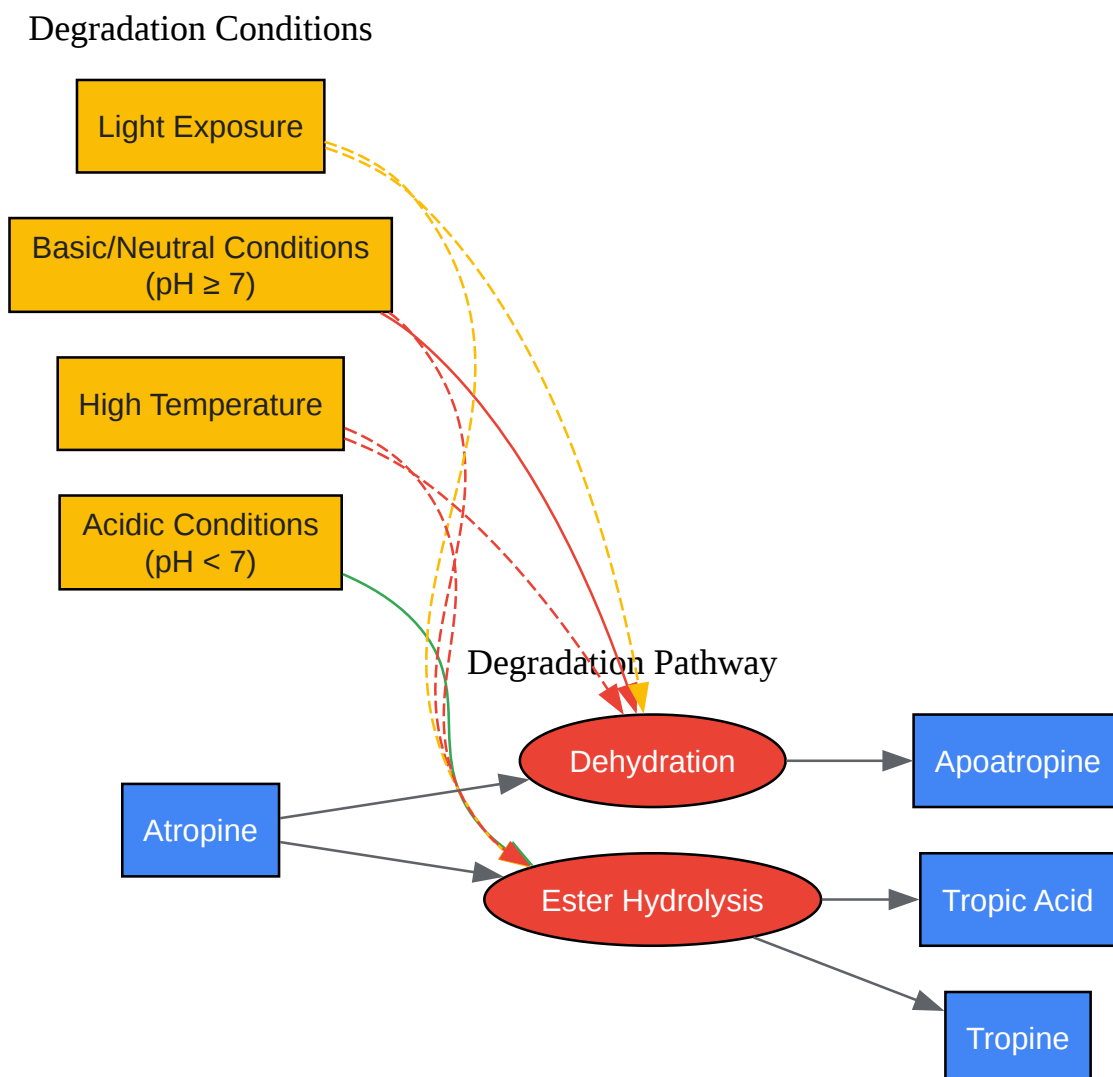 Degradation Conditions
Light Exposure
Basic/Neutral Conditions
(pH ≥ 7)
High Temperature
Acidic Conditions
(pH < 7)
Degradation Pathway
Dehydration
Apoatropine
Atropine
Ester Hydrolysis
Tropic Acid
Tropine